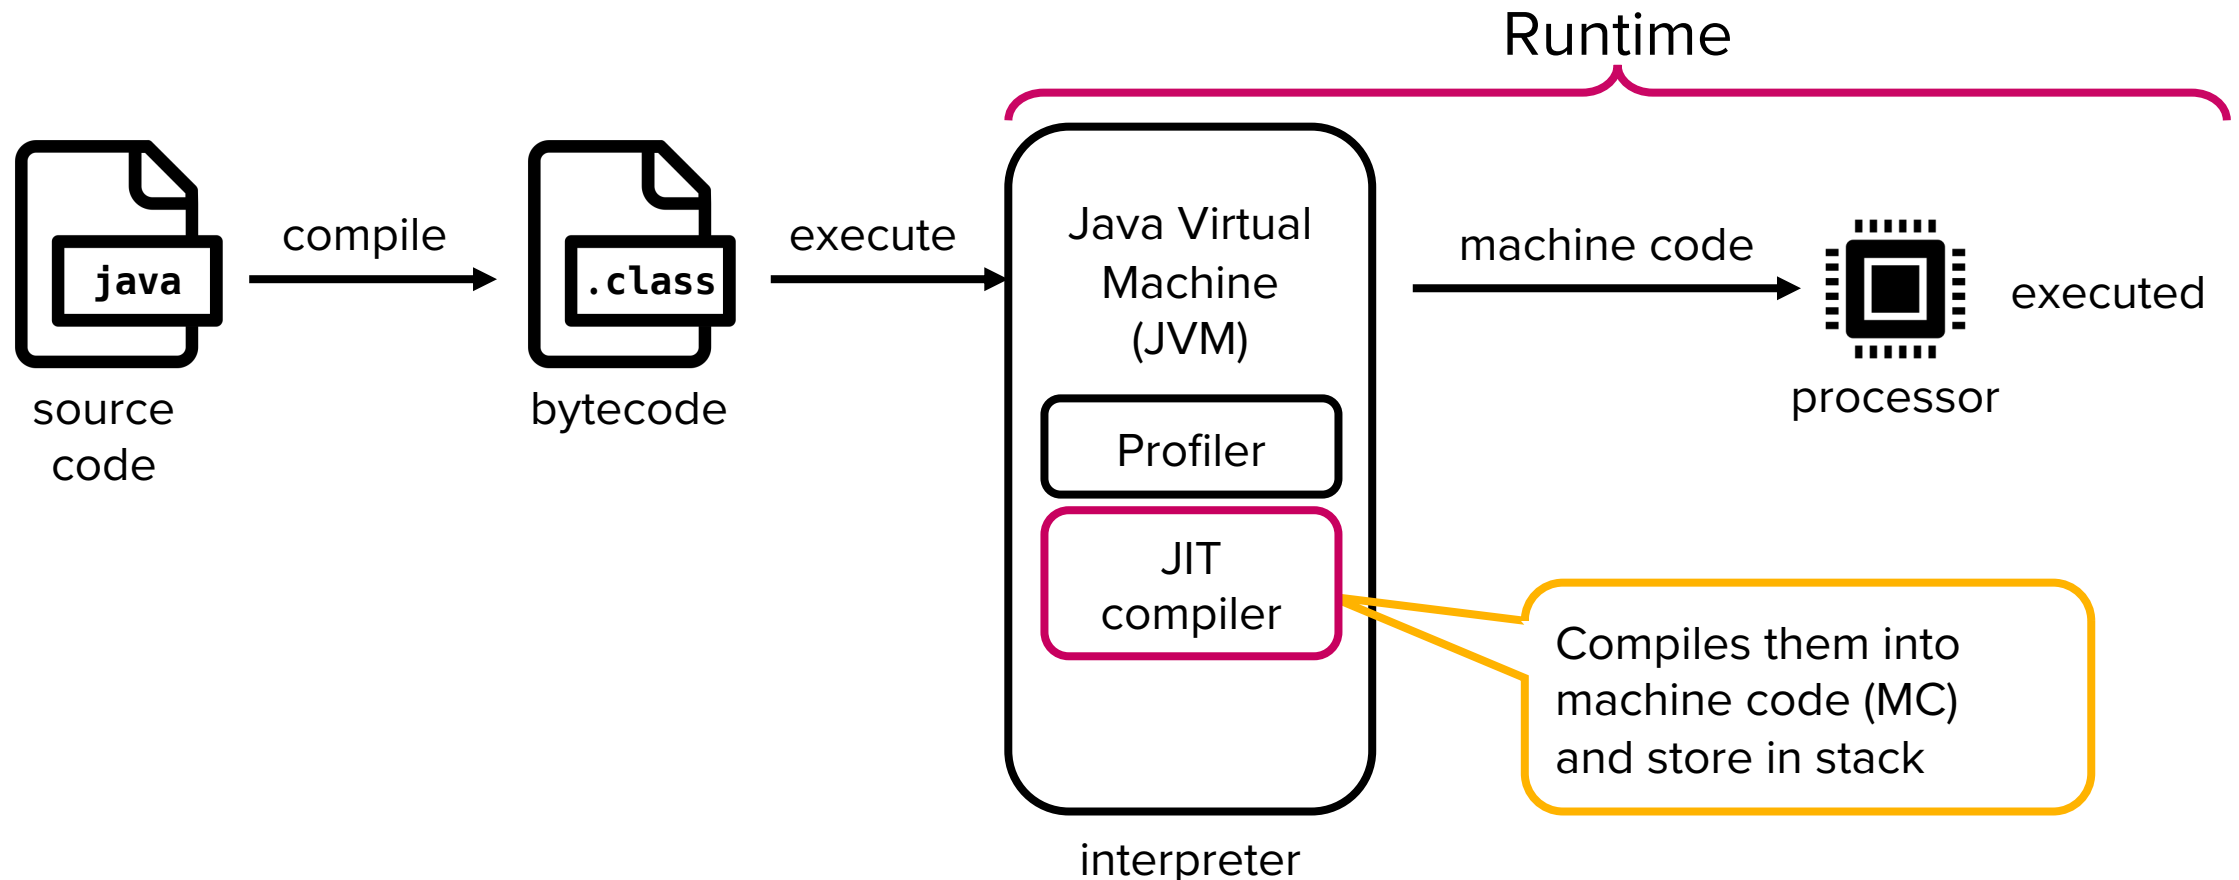 Runtime
java
source
code
compile
.class
bytecode
execute
Java Virtual
Machine
(JVM)
Profiler
JIT
compiler
interpreter
machine code
processor
executed
Compiles them into
machine code (MC)
and store in stack